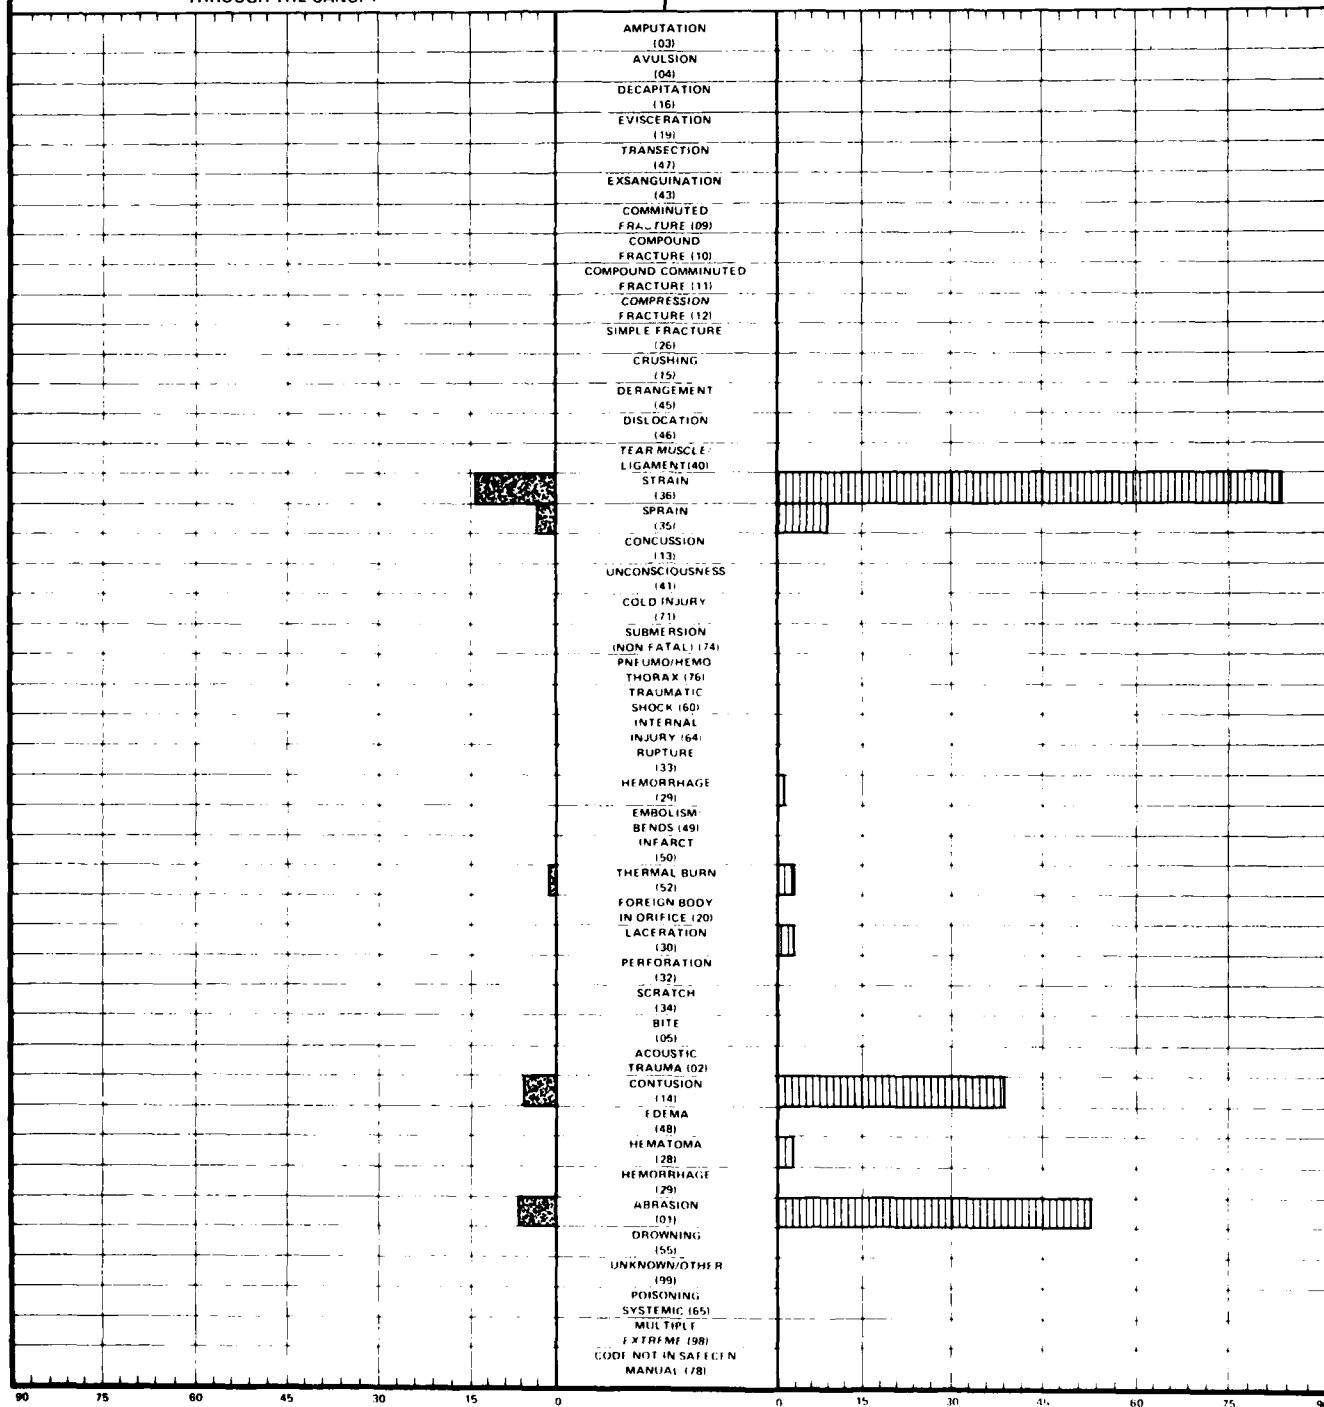 THROUGH THE CANOPY
AMPUTATION
(03)
AVULSION
(04)
DECAPITATION
(16)
EVISCERATION
(19)
TRANSECTION
(47)
EXSANGUINATION
(43)
COMMINUTED
FRACTURE (09)
COMPOUND
FRACTURE (10)
COMPOUND COMMINUTED
FRACTURE (11)
COMPRESSION
FRACTURE (12)
SIMPLE FRACTURE
(26)
CRUSHING
(15)
DERANGEMENT
(45)
DISLOCATION
(46)
TEAR MUSCLE/
LIGAMENT(40)
STRAIN
(36)
SPRAIN
(35)
CONCUSSION
(13)
UNCONSCIOUSNESS
(41)
COLD INJURY
(71)
SUBMERSION
(NON FATAL) (74)
PNEUMO/HEMO
THORAX (76)
TRAUMATIC
SHOCK (60)
INTERNAL
INJURY (64)
RUPTURE
(33)
HEMORRHAGE
(29)
EMBOLISM
BENDS (49)
INFARCT
(50)
THERMAL BURN
(52)
FOREIGN BODY
IN ORIFICE (20)
LACERATION
(30)
PERFORATION
(32)
SCRATCH
(34)
BITE
(05)
ACOUSTIC
TRAUMA (02)
CONTUSION
(14)
EDEMA
(48)
HEMATOMA
(28)
HEMORRHAGE
(29)
ABRASION
(01)
DROWNING
(55)
UNKNOWN/OTHER
(99)
POISONING
SYSTEMIC (65)
MULTIPLE
EXTREME (98)
CODE NOT IN SAFECEN
MANUAL (78)
90 75 60 45 30 15 0 0 15 30 45 60 75 90